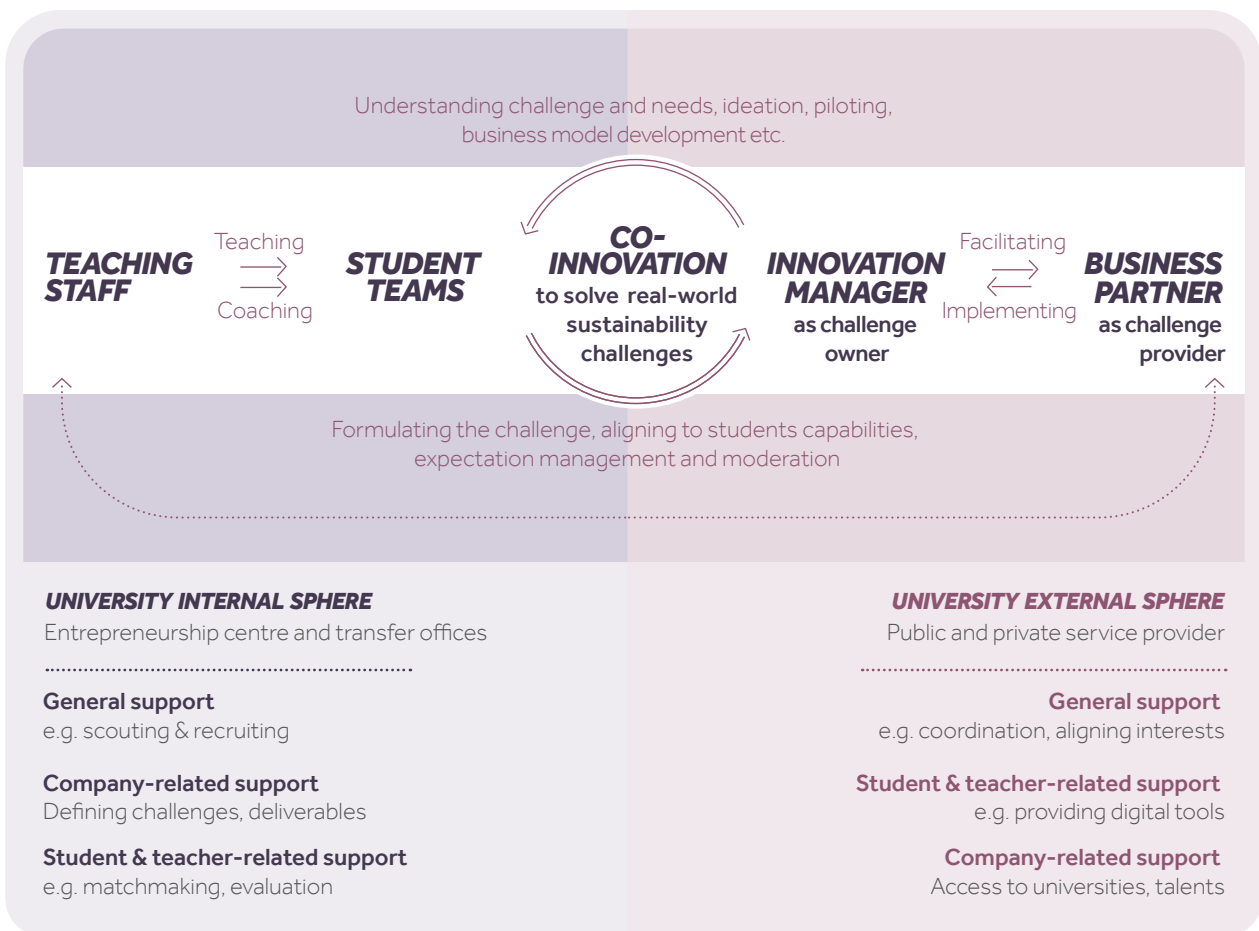 Understanding challenge and needs, ideation, piloting,
business model development etc.
TEACHING
STAFF
Teaching
Coaching
STUDENT
TEAMS
CO-
INNOVATION
to solve real-world
sustainability
challenges
INNOVATION
MANAGER
as challenge
owner
Facilitating
Implementing
BUSINESS
PARTNER
as challenge
provider
Formulating the challenge, aligning to students capabilities,
expectation management and moderation
UNIVERSITY INTERNAL SPHERE
Entrepreneurship centre and transfer offices
General support
e.g. scouting & recruiting
Company-related support
Defining challenges, deliverables
Student & teacher-related support
e.g. matchmaking, evaluation
UNIVERSITY EXTERNAL SPHERE
Public and private service provider
General support
e.g. coordination, aligning interests
Student & teacher-related support
e.g. providing digital tools
Company-related support
Access to universities, talents